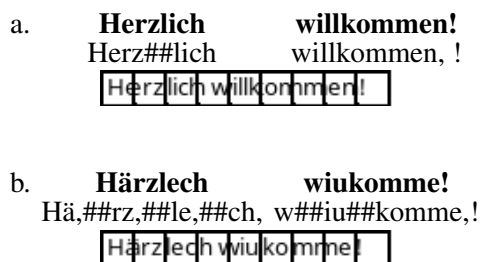 a. Herzlich willkommen!
Herz##lich willkommen, !
Herzlich willkommen!
b. Härzlech wiukomme!
Hä,##rz,##le,##ch, w##iu##komme,!
Härzlech wiukomme!